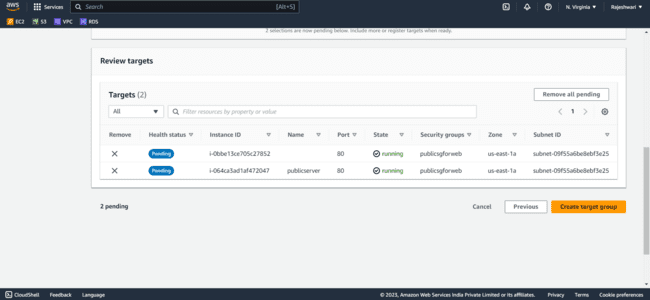 aws Services Search [Alt+S] N. Virginia Rajeshwari
EC2 S3 VPC RDS
2 selections are now pending below. Include more or register targets when ready.
Review targets
Targets (2) Remove all pending
All Filter resources by property or value 1
Remove Health status Instance ID Name Port State Security groups Zone Subnet ID
Pending i-0bbe13ce705c27852 80 running publicsgforweb us-east-1a subnet-09f55a6be8ebf3e25
Pending i-064ca3ad1af472047 publicserver 80 running publicsgforweb us-east-1a subnet-09f55a6be8ebf3e25
2 pending Cancel Previous Create target group
CloudShell Feedback Language © 2023, Amazon Web Services India Private Limited or its affiliates. Privacy Terms Cookie preferences